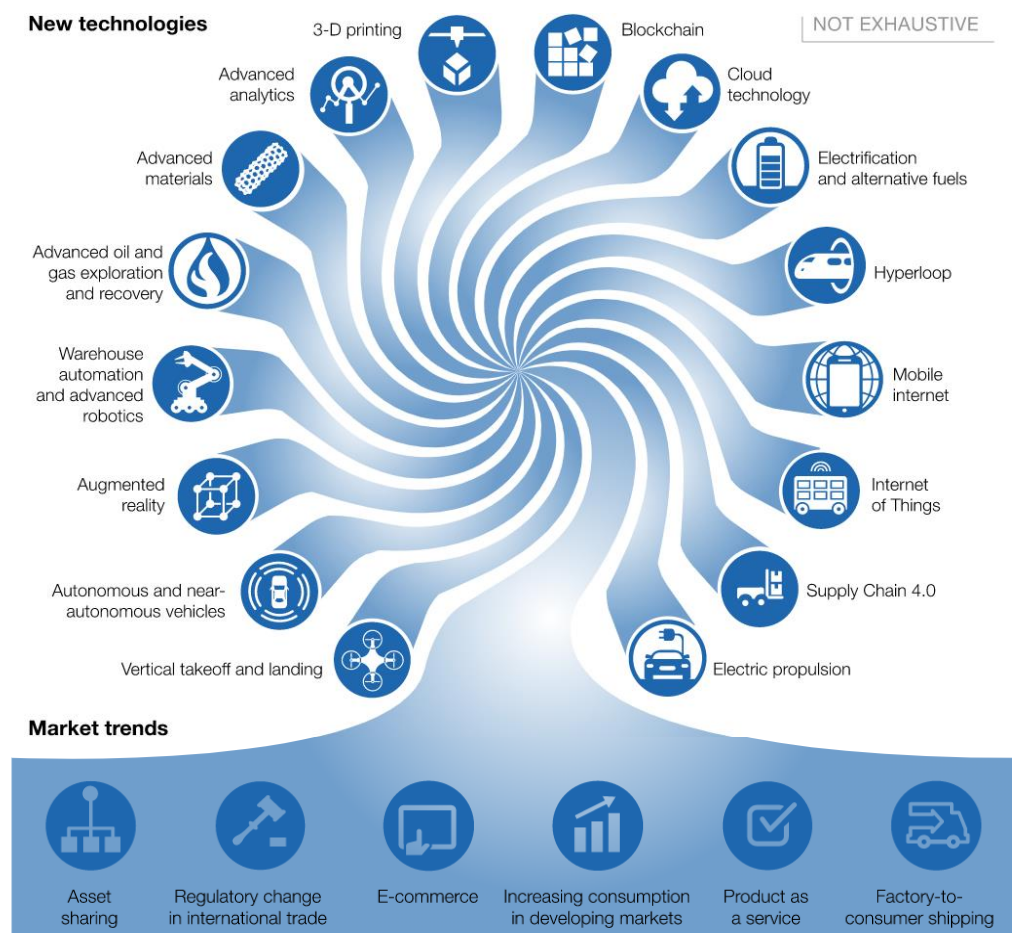 New technologies
NOT EXHAUSTIVE
3-D printing
Blockchain
Advanced
analytics
Cloud
technology
Advanced
materials
Electrification
and alternative fuels
Advanced oil and
gas exploration
and recovery
Hyperloop
Warehouse
automation
and advanced
robotics
Mobile
internet
Augmented
reality
Internet
of Things
Autonomous and near-
autonomous vehicles
Supply Chain 4.0
Vertical takeoff and landing
Electric propulsion
Market trends
Asset
sharing
Regulatory change
in international trade
E-commerce
Increasing consumption
in developing markets
Product as
a service
Factory-to-
consumer shipping